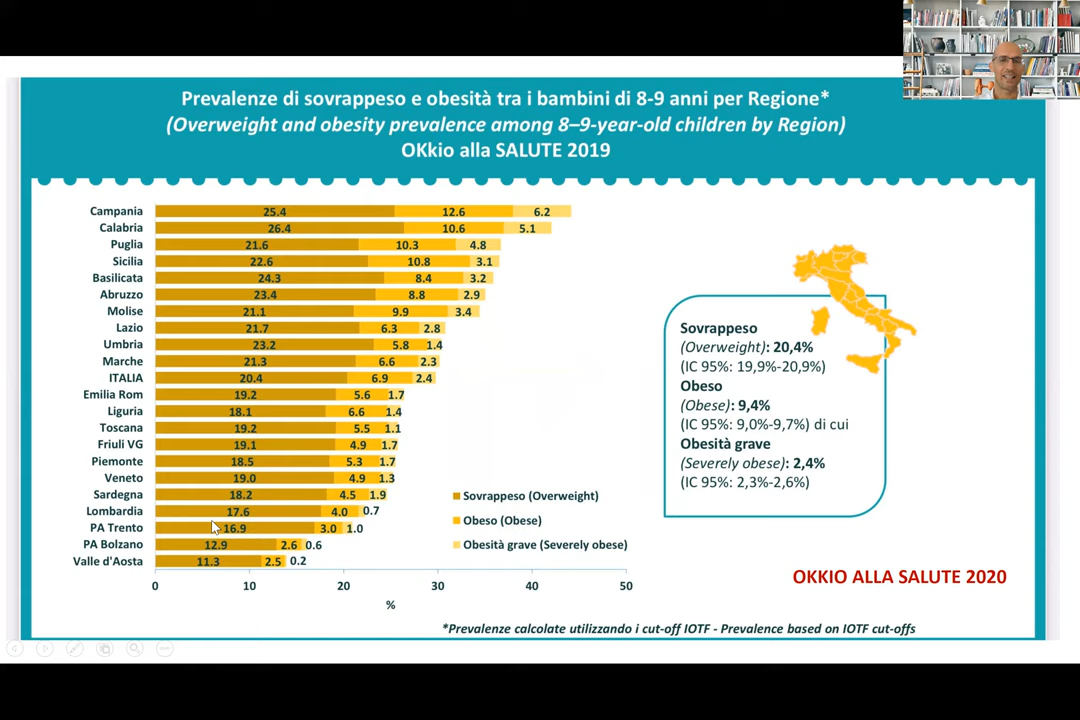 Prevalenze di sovrappeso e obesità tra i bambini di 8-9 anni per Regione*
(Overweight and obesity prevalence among 8–9-year-old children by Region)
OKkio alla SALUTE 2019
Campania 25.4 12.6 6.2
Calabria 26.4 10.6 5.1
Puglia 21.6 10.3 4.8
Sicilia 22.6 10.8 3.1
Basilicata 24.3 8.4 3.2
Abruzzo 23.4 8.8 2.9
Molise 21.1 9.9 3.4
Lazio 21.7 6.3 2.8
Umbria 23.2 5.8 1.4
Marche 21.3 6.6 2.3
ITALIA 20.4 6.9 2.4
Emilia Rom 19.2 5.6 1.7
Liguria 18.1 6.6 1.4
Toscana 19.2 5.5 1.1
Friuli VG 19.1 4.9 1.7
Piemonte 18.5 5.3 1.7
Veneto 19.0 4.9 1.3
Sardegna 18.2 4.5 1.9
Lombardia 17.6 4.0 0.7
PA Trento 16.9 3.0 1.0
PA Bolzano 12.9 2.6 0.6
Valle d'Aosta 11.3 2.5 0.2
0 10 20 30 40 50
%
Sovrappeso (Overweight)
Obeso (Obese)
Obesità grave (Severely obese)
Sovrappeso
(Overweight): 20,4%
(IC 95%: 19,9%-20,9%)
Obeso
(Obese): 9,4%
(IC 95%: 9,0%-9,7%) di cui
Obesità grave
(Severely obese): 2,4%
(IC 95%: 2,3%-2,6%)
OKKIO ALLA SALUTE 2020
*Prevalenze calcolate utilizzando i cut-off IOTF - Prevalence based on IOTF cut-offs